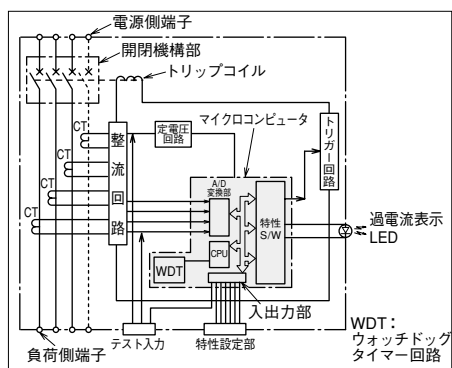 電源側端子
開閉機構部
トリップコイル
マイクロコンピュータ
定電圧
回路
整流回路
トリガー回路
CT
CT
CT
CT
A/D
変換部
特性
S/W
CPU
WDT
過電流表示
LED
入出力部
負荷側端子
テスト入力
特性設定部
WDT：
ウォッチドッグ
タイマー回路